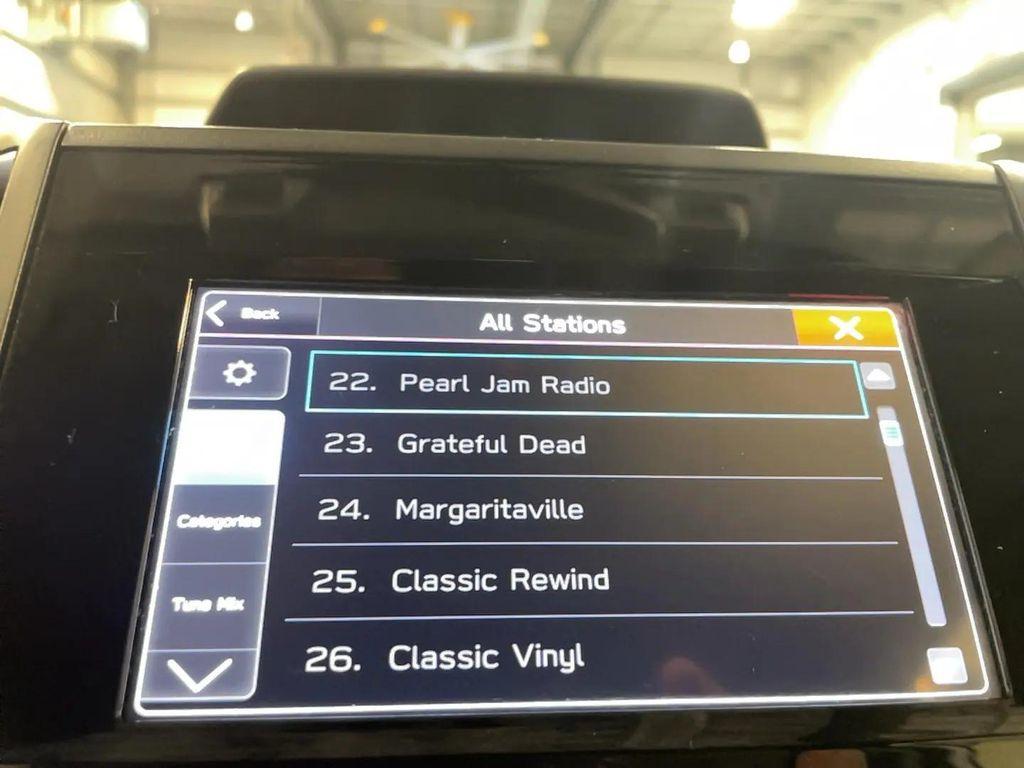 Back
All Stations
22. Pearl Jam Radio
23. Grateful Dead
Categories
24. Margaritaville
25. Classic Rewind
Tune Mix
26. Classic Vinyl